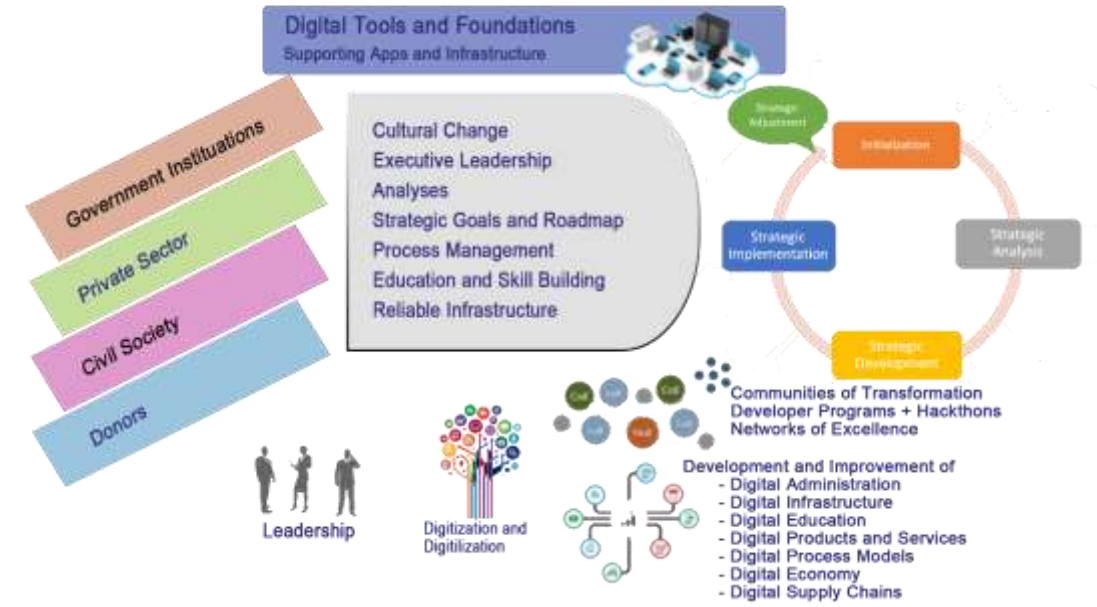 Digital Tools and Foundations
Supporting Apps and Infrastructure
Government Instituations
Private Sector
Civil Society
Donors
Cultural Change
Executive Leadership
Analyses
Strategic Goals and Roadmap
Process Management
Education and Skill Building
Reliable Infrastructure
Strategic
Adjustment
Initialization
Strategic
Analysis
Strategic
Development
Strategic
Implementation
Leadership
Digitization and
Digitilization
Communities of Transformation
Developer Programs + Hackthons
Networks of Excellence
Development and Improvement of
- Digital Administration
- Digital Infrastructure
- Digital Education
- Digital Products and Services
- Digital Process Models
- Digital Economy
- Digital Supply Chains